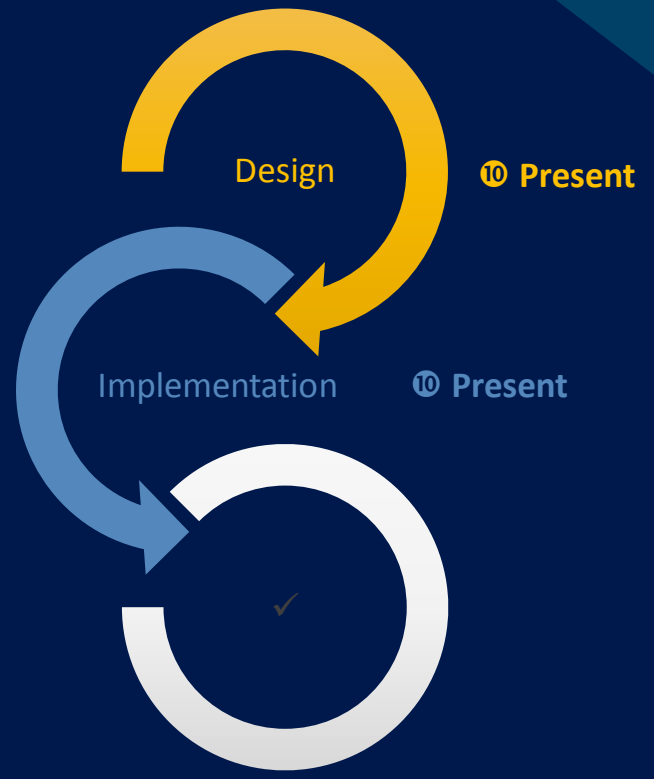 Design
❿ Present
Implementation
❿ Present
✓